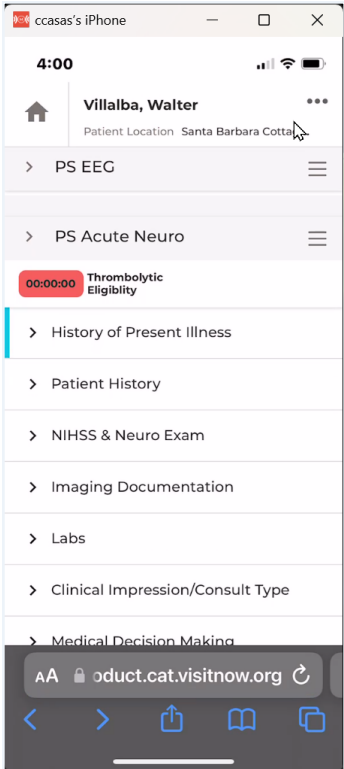 ccasas's iPhone
4:00
Villalba, Walter
Patient Location Santa Barbara Cotta
PS EEG
PS Acute Neuro
00:00:00 Thrombolytic
Eligiblity
History of Present Illness
Patient History
NIHSS & Neuro Exam
Imaging Documentation
Labs
Clinical Impression/Consult Type
Medical Decision Making
AA oduct.cat.visitnow.org